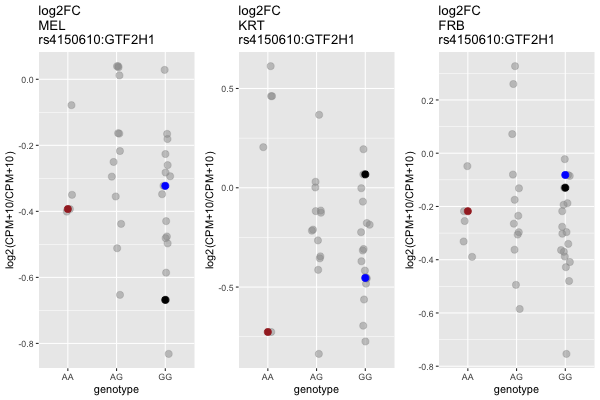 log2FC
MEL
rs4150610:GTF2H1
0.0
-0.2
-0.4
-0.6
-0.8
log2(CPM+10/CPM+10)
AA AG GG
genotype
log2FC
KRT
rs4150610:GTF2H1
0.5
0.0
-0.5
log2(CPM+10/CPM+10)
AA AG GG
genotype
log2FC
FRB
rs4150610:GTF2H1
0.2
0.0
-0.2
-0.4
-0.6
-0.8
log2(CPM+10/CPM+10)
AA AG GG
genotype